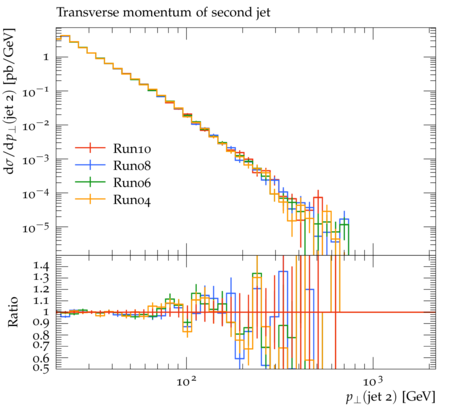 Transverse momentum of second jet
dσ/dp⊥(jet 2) [pb/GeV]
1
10⁻¹
10⁻²
10⁻³
10⁻⁴
10⁻⁵
Run10
Run08
Run06
Run04
Ratio
1.4
1.3
1.2
1.1
1
0.9
0.8
0.7
0.6
0.5
10² 10³
p⊥(jet 2) [GeV]